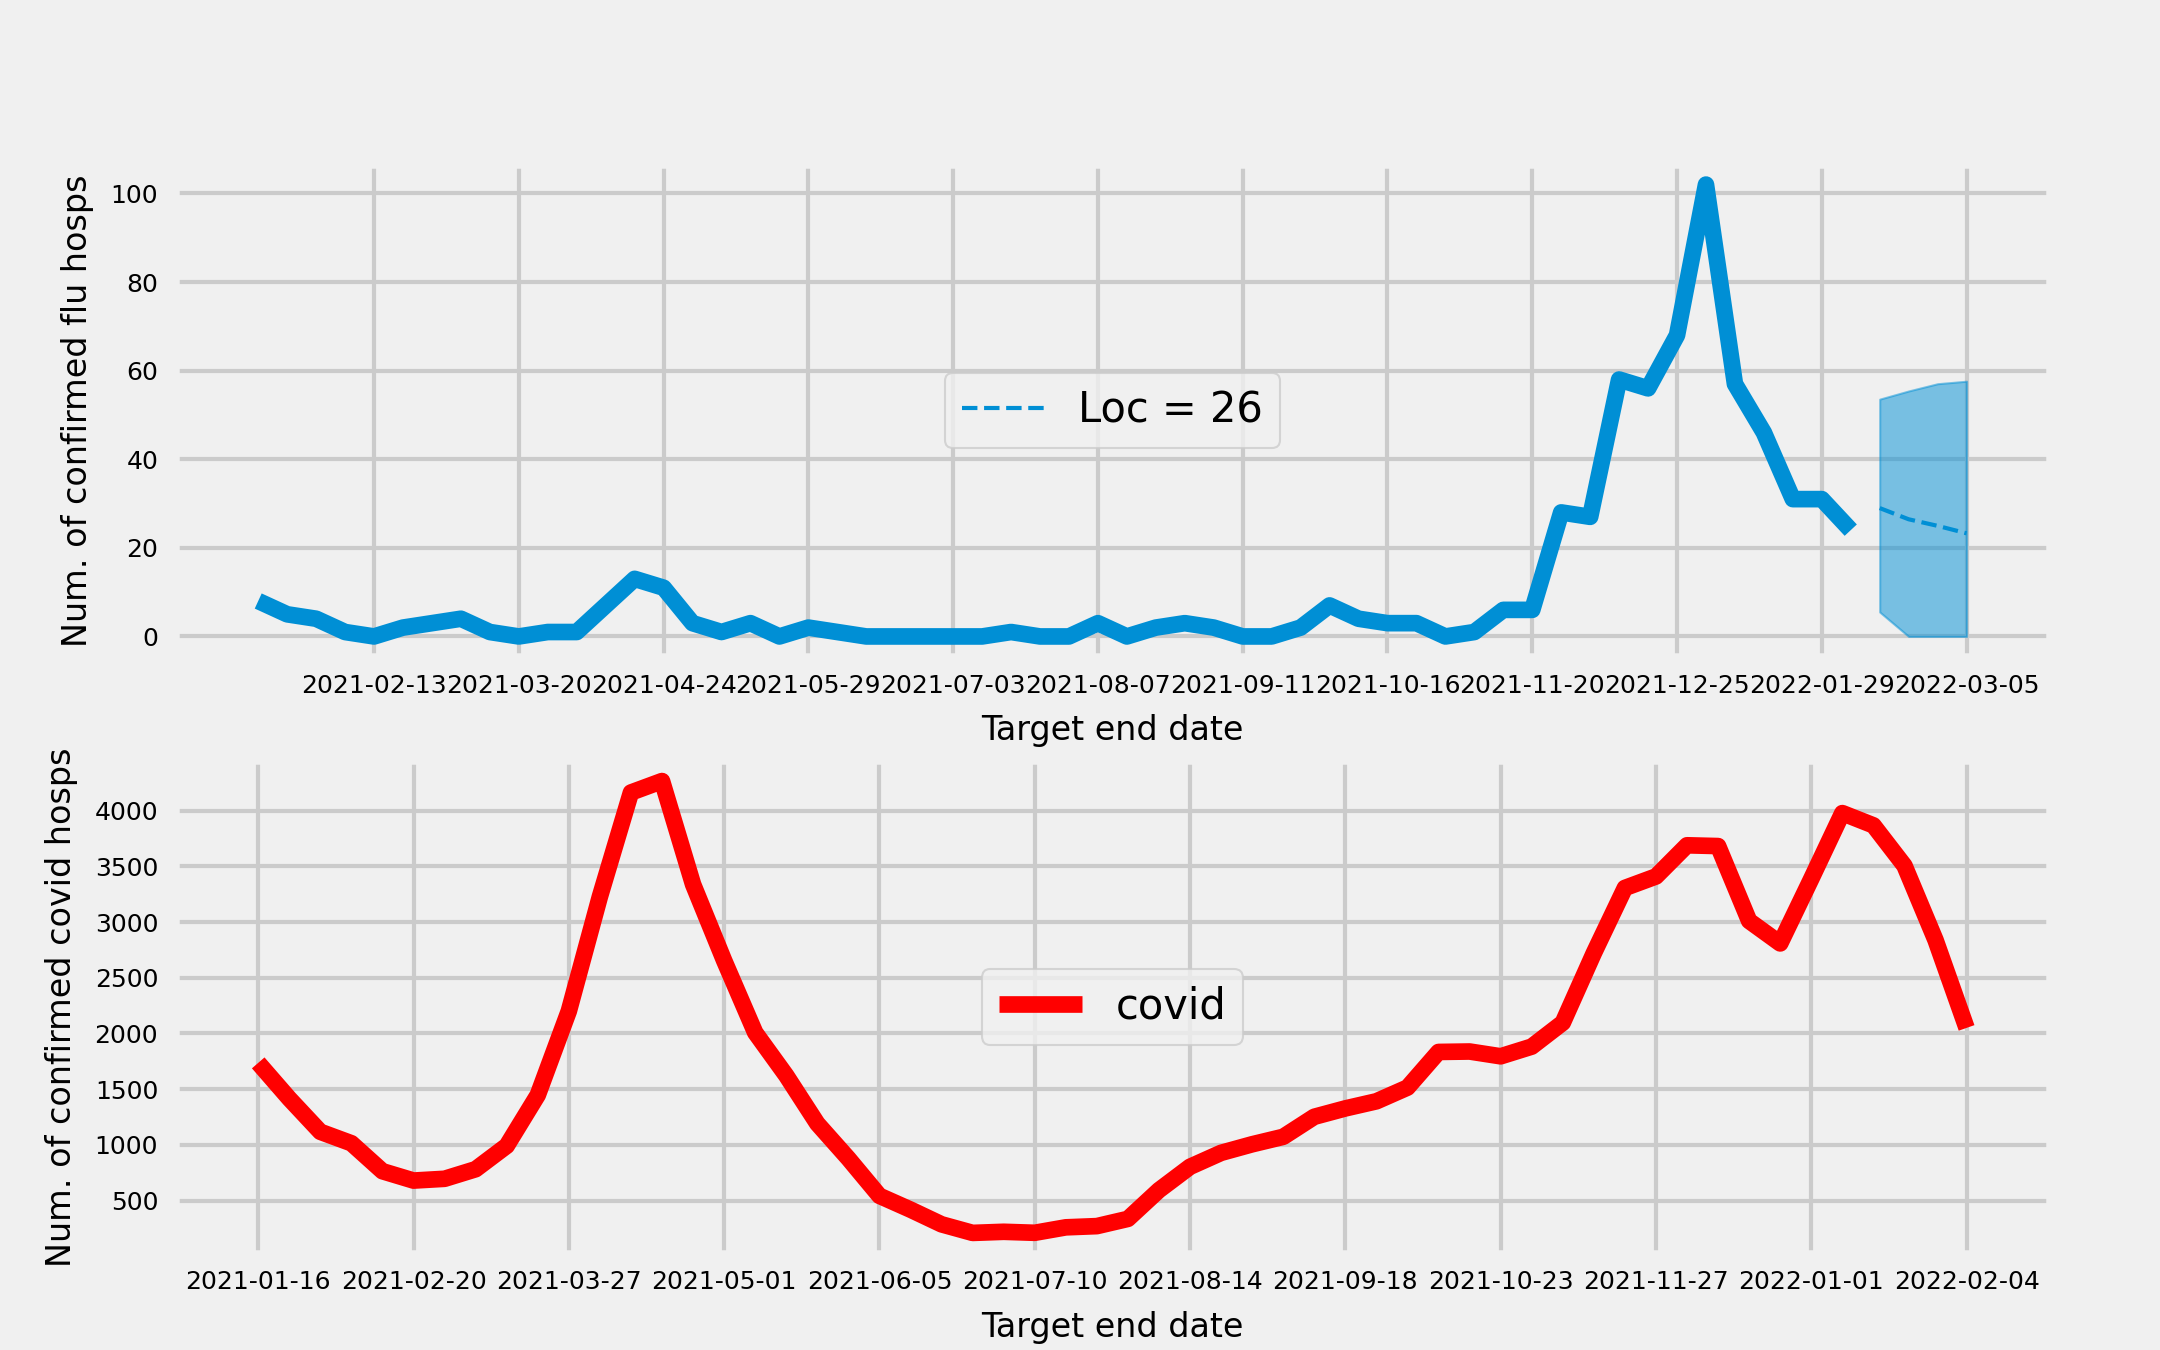 Num. of confirmed flu hosps
100
80
60
40
20
0
Loc = 26
2021-02-13 2021-03-20 2021-04-24 2021-05-29 2021-07-03 2021-08-07 2021-09-11 2021-10-16 2021-11-20 2021-12-25 2022-01-29 2022-03-05
Target end date
Num. of confirmed covid hosps
4000
3500
3000
2500
2000
1500
1000
500
covid
2021-01-16 2021-02-20 2021-03-27 2021-05-01 2021-06-05 2021-07-10 2021-08-14 2021-09-18 2021-10-23 2021-11-27 2022-01-01 2022-02-04
Target end date